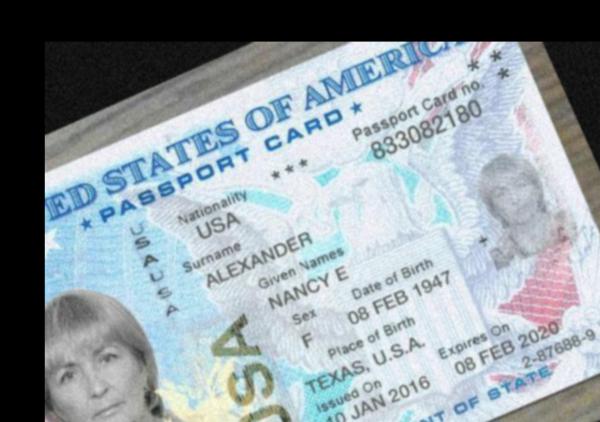 ED STATES OF AMERICA
★ PASSPORT CARD ★
Passport Card no.
833082180
Nationality
USA
USAUSA
Surname
ALEXANDER
Given Names
NANCY E
Sex
F
Date of Birth
08 FEB 1947
Place of Birth
TEXAS, U.S.A.
Issued On
10 JAN 2016
Expires On
08 FEB 2020
2-87688-9
USA
NT OF STATE